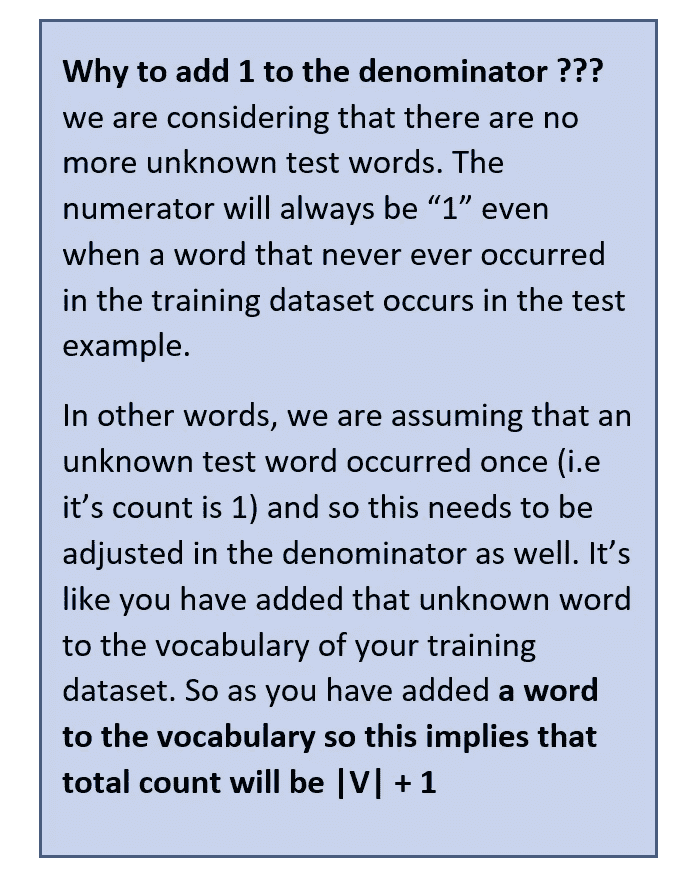 Why to add 1 to the denominator ???
we are considering that there are no
more unknown test words. The
numerator will always be “1” even
when a word that never ever occurred
in the training dataset occurs in the test
example.
In other words, we are assuming that an
unknown test word occurred once (i.e
it’s count is 1) and so this needs to be
adjusted in the denominator as well. It’s
like you have added that unknown word
to the vocabulary of your training
dataset. So as you have added a word
to the vocabulary so this implies that
total count will be |V| + 1